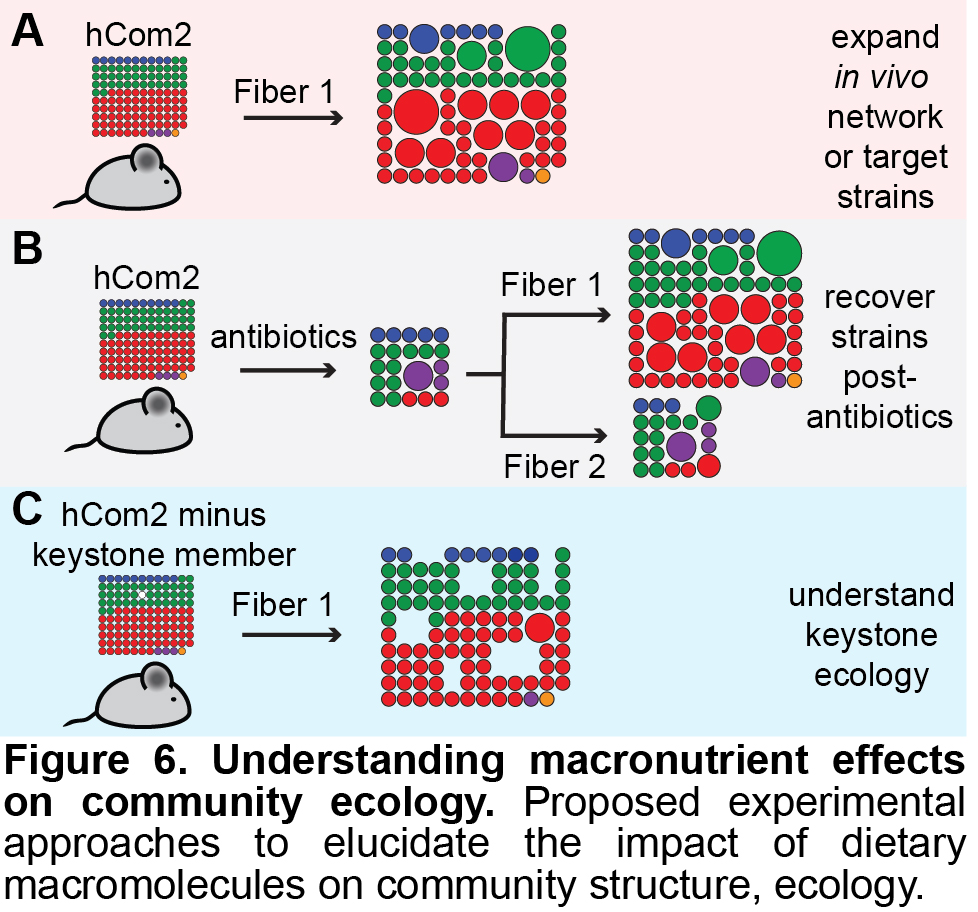 A
hCom2
Fiber 1
expand
in vivo
network
or target
strains
B
hCom2
antibiotics
Fiber 1
Fiber 2
recover
strains
post-
antibiotics
C
hCom2 minus
keystone member
Fiber 1
understand
keystone
ecology
Figure 6. Understanding macronutrient effects
on community ecology. Proposed experimental
approaches to elucidate the impact of dietary
macromolecules on community structure, ecology.